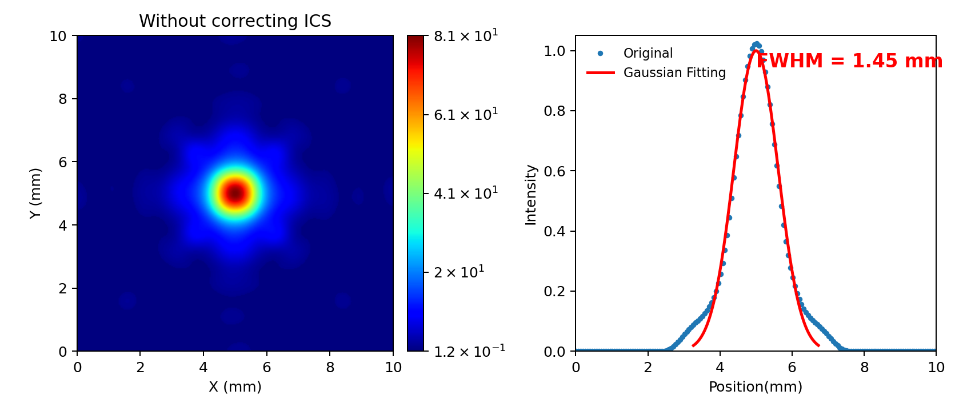 Without correcting ICS
10
8
6
4
2
0
Y (mm)
0 2 4 6 8 10
X (mm)
8.1 × 10¹
6.1 × 10¹
4.1 × 10¹
2 × 10¹
1.2 × 10⁻¹
1.0
0.8
0.6
0.4
0.2
0.0
Intensity
Original
Gaussian Fitting
FWHM = 1.45 mm
0 2 4 6 8 10
Position(mm)